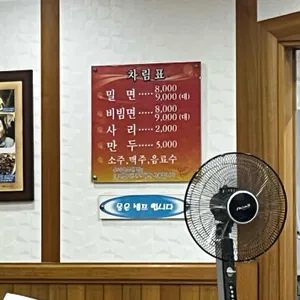 차림표
밀 면 ····· 8,000
9,000 (대)
비빔면 ···· 8,000
9,000 (대)
사 리 ····· 2,000
만 두 ····· 5,000
소주,맥주,음료수
물은 셀프 입니다